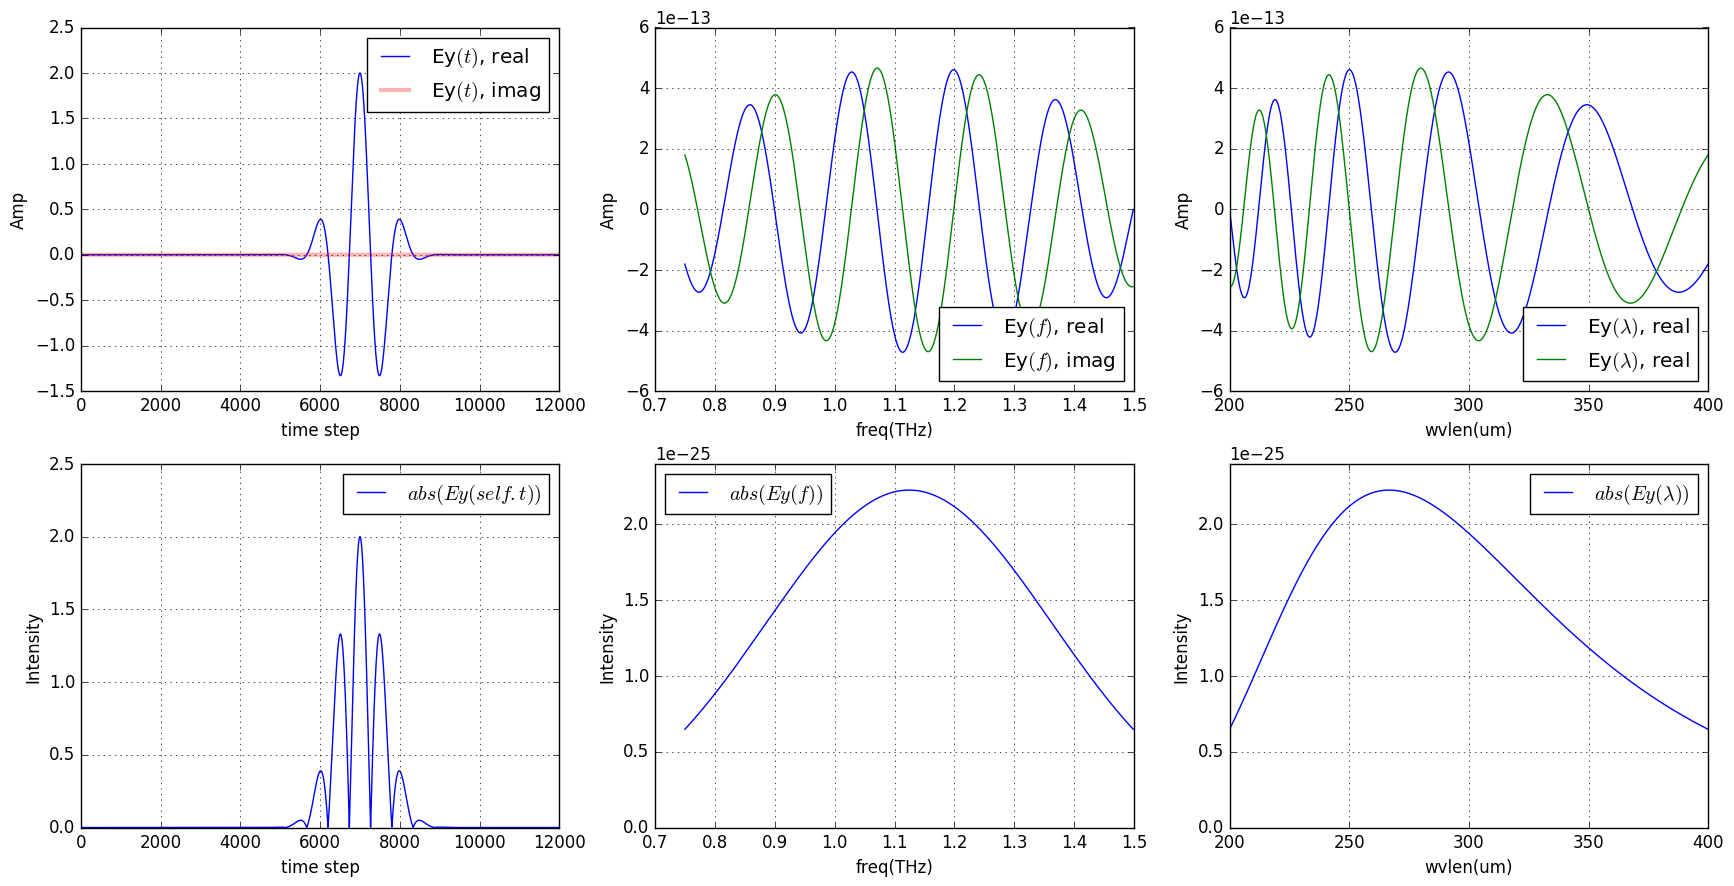 2.5
2.0
1.5
1.0
0.5
0.0
−0.5
−1.0
−1.5
Amp
Ey(t), real
Ey(t), imag
0 2000 4000 6000 8000 10000 12000
time step
1e−13
6
4
2
0
−2
−4
−6
Amp
Ey(f), real
Ey(f), imag
0.7 0.8 0.9 1.0 1.1 1.2 1.3 1.4 1.5
freq(THz)
1e−13
6
4
2
0
−2
−4
−6
Amp
Ey(λ), real
Ey(λ), real
200 250 300 350 400
wvlen(um)
2.5
2.0
1.5
1.0
0.5
0.0
Intensity
abs(Ey(self.t))
0 2000 4000 6000 8000 10000 12000
time step
1e−25
2.0
1.5
1.0
0.5
0.0
Intensity
abs(Ey(f))
0.7 0.8 0.9 1.0 1.1 1.2 1.3 1.4 1.5
freq(THz)
1e−25
2.0
1.5
1.0
0.5
0.0
Intensity
abs(Ey(λ))
200 250 300 350 400
wvlen(um)